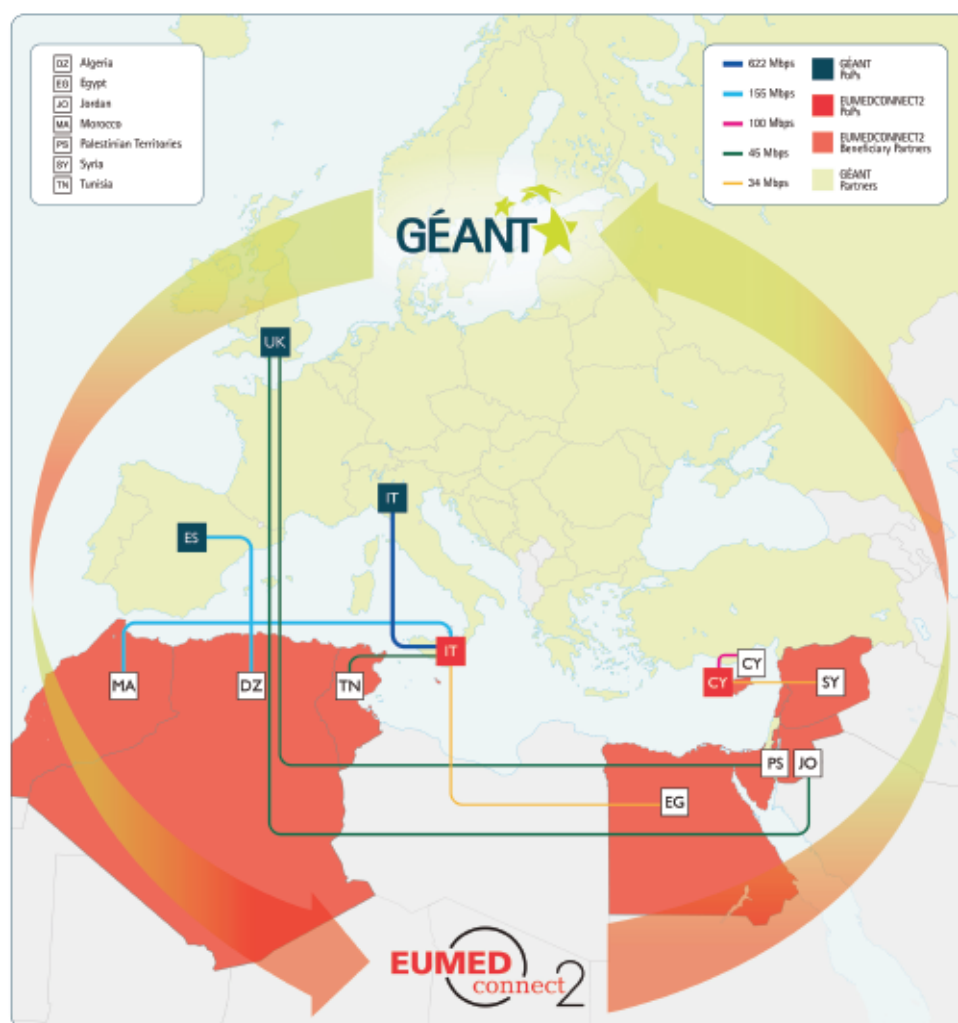 DZ Algeria
EG Egypt
JO Jordan
MA Morocco
PS Palestinian Territories
SY Syria
TN Tunisia
622 Mbps
155 Mbps
100 Mbps
45 Mbps
34 Mbps
GÉANT
PoPs
EUMEDCONNECT2
PoPs
EUMEDCONNECT2
Beneficiary Partners
GÉANT
Partners
GÉANT
UK
IT
ES
IT
CY
CY
SY
MA
DZ
TN
PS
JO
EG
EUMED
connect2